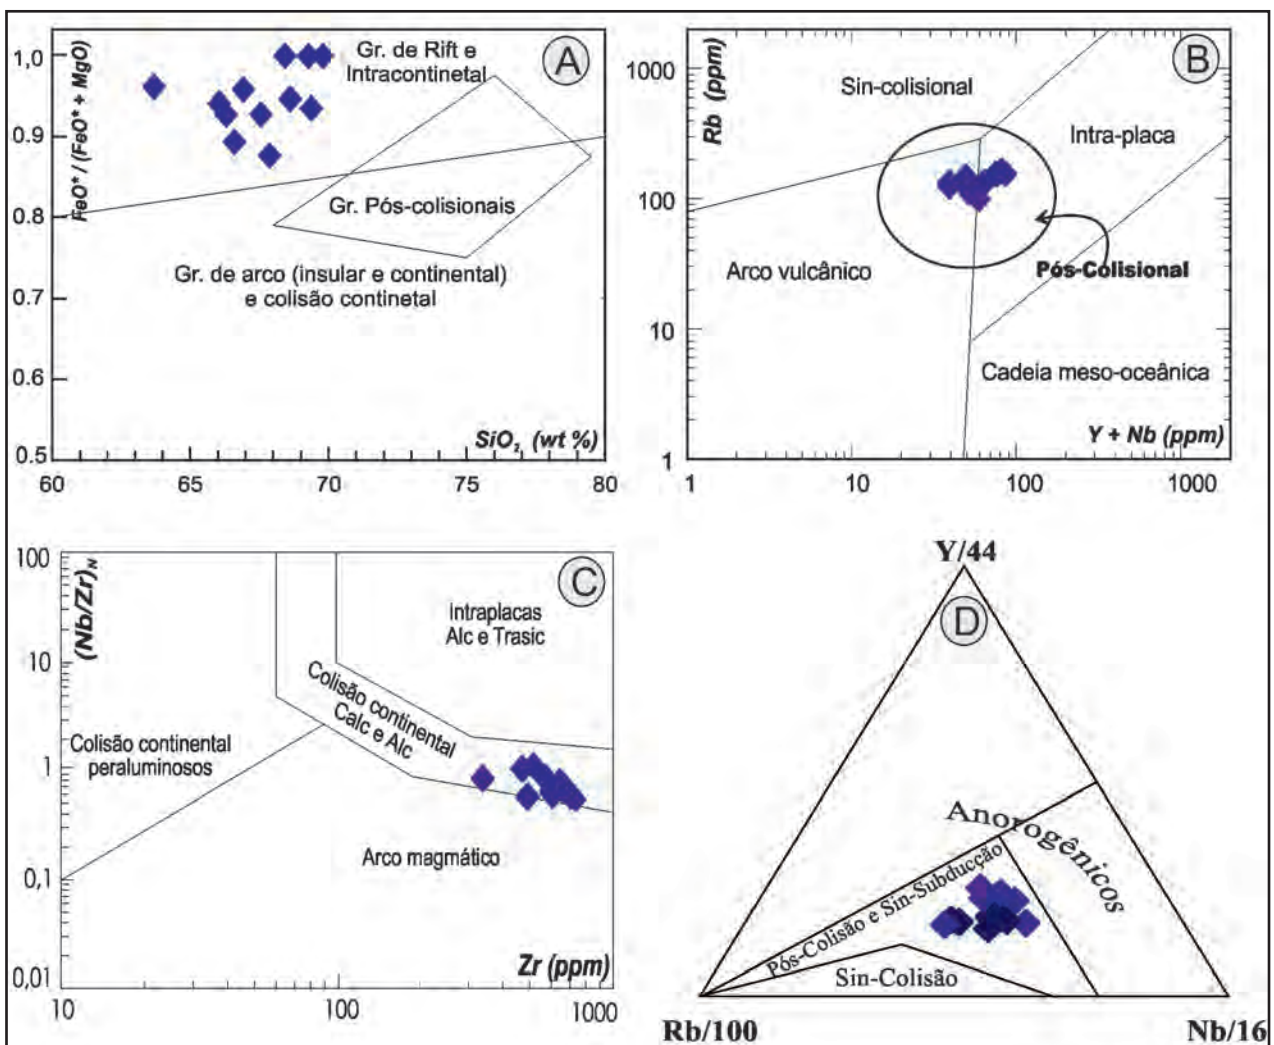 A
FeO* / (FeO* + MgO)
1,0
0.9
0.8
0.7
0.6
0.5
Gr. de Rift e
Intracontinetal
Gr. Pós-colisionais
Gr. de arco (insular e continental)
e colisão continetal
SiO₂ (wt %)
60 65 70 75 80
B
Rb (ppm)
1000
100
10
1
Sin-colisional
Intra-placa
Arco vulcânico
Pós-Colisional
Cadeia meso-oceânica
Y + Nb (ppm)
1 10 100 1000
C
(Nb/Zr)N
100
10
1
0,1
0,01
Intraplacas
Alc e Trasic
Colisão continental
Calc e Alc
Colisão continental
peraluminosos
Arco magmático
Zr (ppm)
10 100 1000
Y/44
D
Anorogênicos
Pós-Colisão e Sin-Subducção
Sin-Colisão
Rb/100 Nb/16